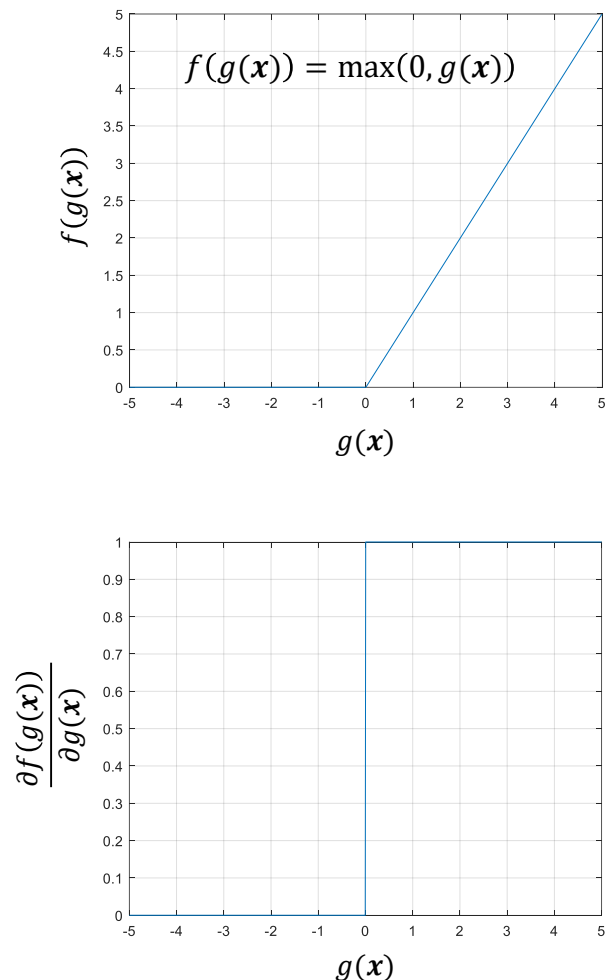 5
4.5
f(g(𝒙)) = max(0, g(𝒙))
4
3.5
3
f(g(𝒙))
2.5
2
1.5
1
0.5
0
-5 -4 -3 -2 -1 0 1 2 3 4 5
g(𝒙)
1
0.9
0.8
0.7
0.6
∂f(g(𝒙))
∂g(𝒙)
0.5
0.4
0.3
0.2
0.1
0
-5 -4 -3 -2 -1 0 1 2 3 4 5
g(𝒙)